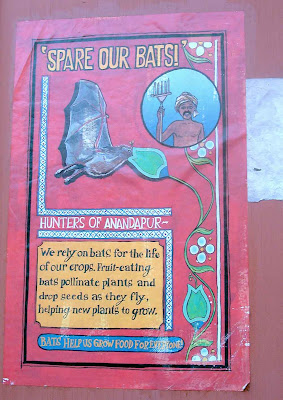 'SPARE OUR BATS!'
HUNTERS OF ANANDAPUR~
We rely on bats for the life
of our crops. Fruit-eating
bats pollinate plants and
drop seeds as they fly,
helping new plants to grow.
BATS HELP US GROW FOOD FOR EVERYONE!